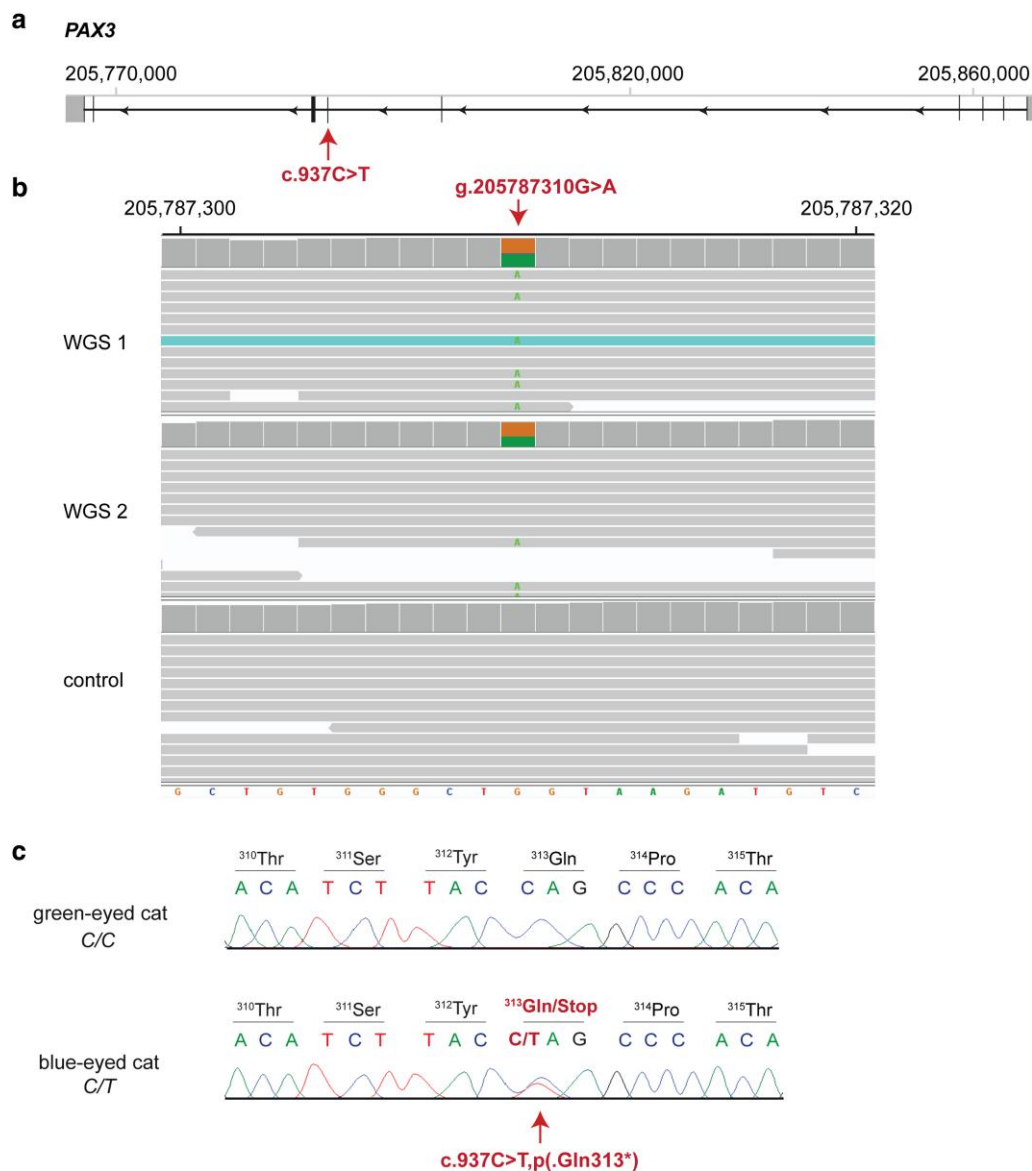 a
PAX3
205,770,000 205,820,000 205,860,000
c.937C>T
b
g.205787310G>A
205,787,300 205,787,320
A
A
WGS 1
A
A
A
A
WGS 2
A
A
A
control
G C T G T G G G C T G G T A A G A T G T C
c
310Thr 311Ser 312Tyr 313Gln 314Pro 315Thr
A C A T C T T A C C A G C C C A C A
green-eyed cat
C/C
310Thr 311Ser 312Tyr 313Gln/Stop 314Pro 315Thr
A C A T C T T A C C/T A G C C C A C A
blue-eyed cat
C/T
c.937C>T,p(.Gln313*)